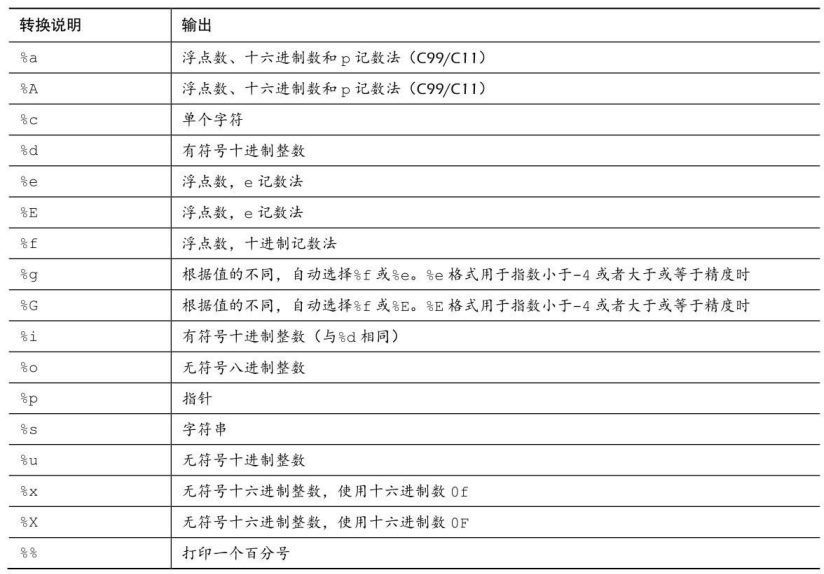 转换说明 输出
%a 浮点数、十六进制数和 p 记数法（C99/C11）
%A 浮点数、十六进制数和 p 记数法（C99/C11）
%c 单个字符
%d 有符号十进制整数
%e 浮点数，e 记数法
%E 浮点数，e 记数法
%f 浮点数，十进制记数法
%g 根据值的不同，自动选择%f 或%e。%e 格式用于指数小于-4 或者大于或等于精度时
%G 根据值的不同，自动选择%f 或%E。%E 格式用于指数小于-4 或者大于或等于精度时
%i 有符号十进制整数（与%d 相同）
%o 无符号八进制整数
%p 指针
%s 字符串
%u 无符号十进制整数
%x 无符号十六进制整数，使用十六进制数 0f
%X 无符号十六进制整数，使用十六进制数 0F
%% 打印一个百分号